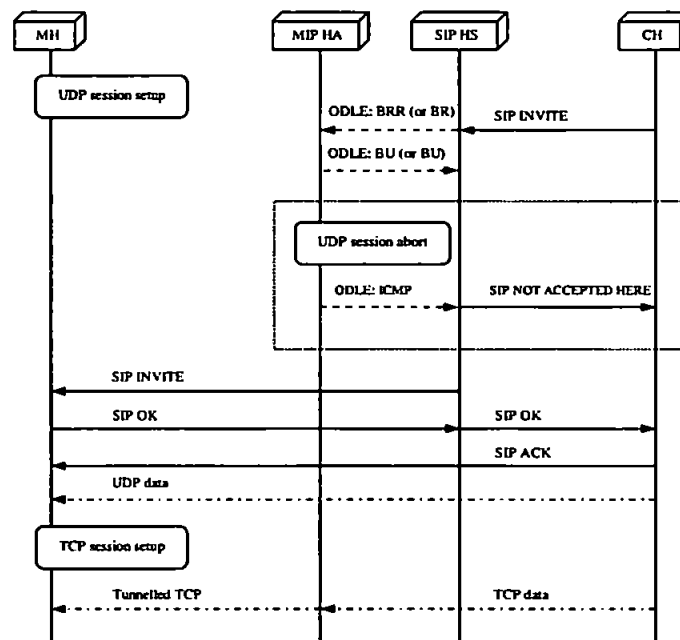 MH
MIP HA
SIP HS
CH
UDP session setup
ODLE: BRR (or BR)
SIP INVITE
ODLE: BU (or BU)
UDP session abort
ODLE: ICMP
SIP NOT ACCEPTED HERE
SIP INVITE
SIP OK
SIP OK
SIP ACK
UDP data
TCP session setup
Tunnelled TCP
TCP data